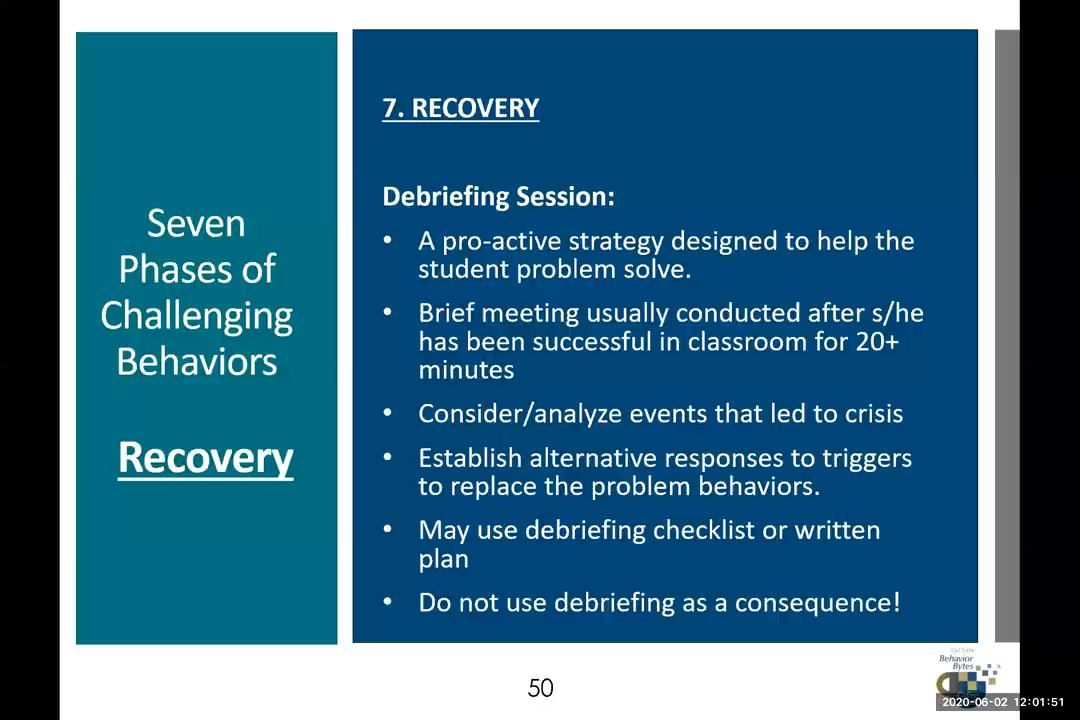 Seven
Phases of
Challenging
Behaviors
Recovery
7. RECOVERY
Debriefing Session:
• A pro-active strategy designed to help the
student problem solve.
• Brief meeting usually conducted after s/he
has been successful in classroom for 20+
minutes
• Consider/analyze events that led to crisis
• Establish alternative responses to triggers
to replace the problem behaviors.
• May use debriefing checklist or written
plan
• Do not use debriefing as a consequence!
50
Behavior
Bytes
2020-06-02 12:01:51